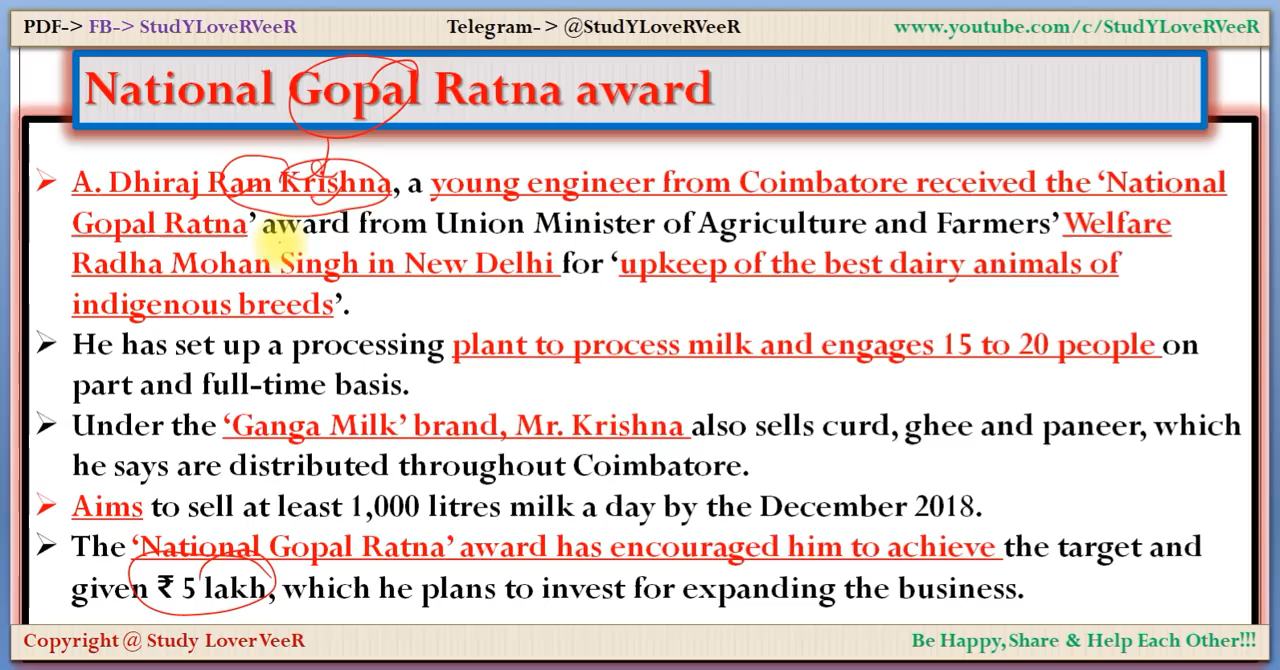 PDF-> FB-> StudYLoveRVeeR Telegram- > @StudYLoveRVeeR www.youtube.com/c/StudYLoveRVeeR
National Gopal Ratna award
A. Dhiraj Ram Krishna, a young engineer from Coimbatore received the ‘National
Gopal Ratna’ award from Union Minister of Agriculture and Farmers’ Welfare
Radha Mohan Singh in New Delhi for ‘upkeep of the best dairy animals of
indigenous breeds’.
He has set up a processing plant to process milk and engages 15 to 20 people on
part and full-time basis.
Under the ‘Ganga Milk’ brand, Mr. Krishna also sells curd, ghee and paneer, which
he says are distributed throughout Coimbatore.
Aims to sell at least 1,000 litres milk a day by the December 2018.
The ‘National Gopal Ratna’ award has encouraged him to achieve the target and
given ₹ 5 lakh, which he plans to invest for expanding the business.
Copyright @ Study LoverVeeR Be Happy, Share & Help Each Other!!!